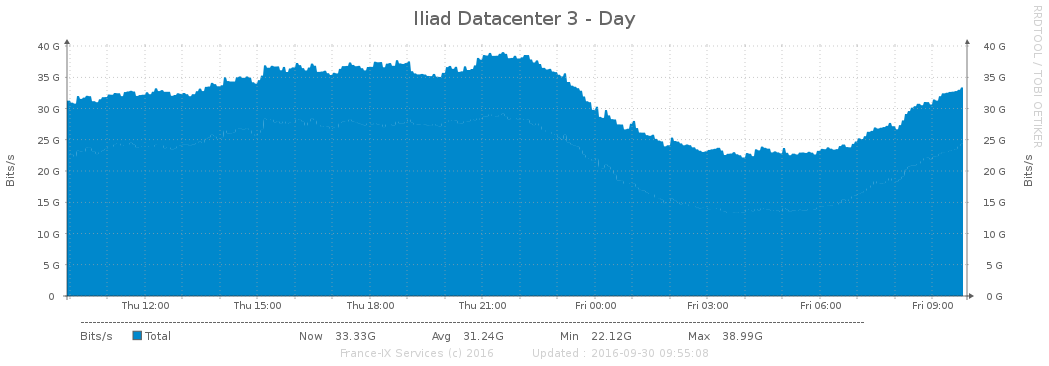 Iliad Datacenter 3 - Day
RRDTOOL / TOBI OETIKER
Bits/s
40 G
35 G
30 G
25 G
20 G
15 G
10 G
5 G
0
40 G
35 G
30 G
25 G
20 G
15 G
10 G
5 G
0 G
Bits/s
Thu 12:00 Thu 15:00 Thu 18:00 Thu 21:00 Fri 00:00 Fri 03:00 Fri 06:00 Fri 09:00
Bits/s Total Now 33.33G Avg 31.24G Min 22.12G Max 38.99G
France-IX Services (c) 2016 Updated : 2016-09-30 09:55:08